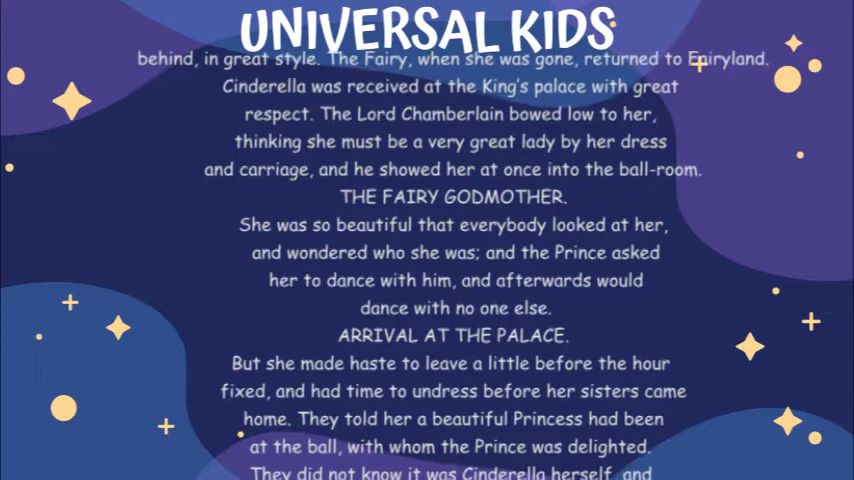 UNIVERSAL KIDS
behind, in great style. The Fairy, when she was gone, returned to Fairyland.
Cinderella was received at the King's palace with great
respect. The Lord Chamberlain bowed low to her,
thinking she must be a very great lady by her dress
and carriage, and he showed her at once into the ball-room.
THE FAIRY GODMOTHER.
She was so beautiful that everybody looked at her,
and wondered who she was; and the Prince asked
her to dance with him, and afterwards would
dance with no one else.
ARRIVAL AT THE PALACE.
But she made haste to leave a little before the hour
fixed, and had time to undress before her sisters came
home. They told her a beautiful Princess had been
at the ball, with whom the Prince was delighted.
They did not know it was Cinderella herself, and